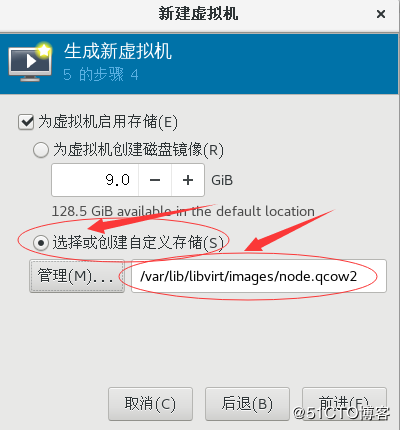 新建虚拟机
×
生成新虚拟机
5 的步骤 4
为虚拟机启用存储(E)
为虚拟机创建磁盘镜像(R)
9.0 − + GiB
128.5 GiB available in the default location
选择或创建自定义存储(S)
管理(M)... /var/lib/libvirt/images/node.qcow2
取消(C) 后退(B) 前进(F)
@51CTO博客